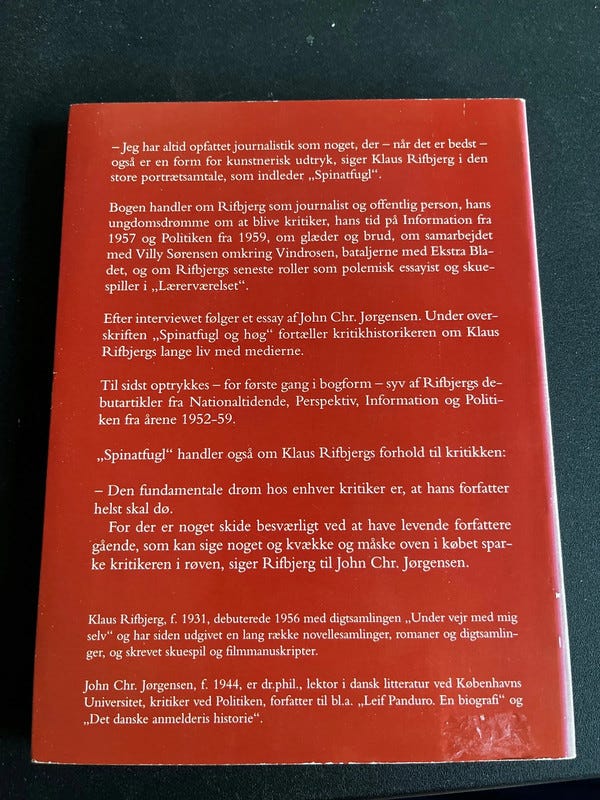 – Jeg har altid opfattet journalistik som noget, der – når det er bedst –
også er en form for kunstnerisk udtryk, siger Klaus Rifbjerg i den
store portrætsamtale, som indleder „Spinatfugl“.
Bogen handler om Rifbjerg som journalist og offentlig person, hans
ungdomsdrømme om at blive kritiker, hans tid på Information fra
1957 og Politiken fra 1959, om glæder og brud, om samarbejdet
med Villy Sørensen omkring Vindrosen, bataljerne med Ekstra Bla-
det, og om Rifbjergs seneste roller som polemisk essayist og skue-
spiller i „Lærerværelset“.
Efter interviewet følger et essay af John Chr. Jørgensen. Under over-
skriften „Spinatfugl og høg“ fortæller kritikhistorikeren om Klaus
Rifbjergs lange liv med medierne.
Til sidst optrykkes – for første gang i bogform – syv af Rifbjergs de-
butartikler fra Nationaltidende, Perspektiv, Information og Politi-
ken fra årene 1952-59.
„Spinatfugl“ handler også om Klaus Rifbjergs forhold til kritikken:
– Den fundamentale drøm hos enhver kritiker er, at hans forfatter
helst skal dø.
For der er noget skide besværligt ved at have levende forfattere
gående, som kan sige noget og kvække og måske oven i købet spar-
ke kritikeren i røven, siger Rifbjerg til John Chr. Jørgensen.
Klaus Rifbjerg, f. 1931, debuterede 1956 med digtsamlingen „Under vejr med mig
selv“ og har siden udgivet en lang række novellesamlinger, romaner og digtsamlin-
ger, og skrevet skuespil og filmmanuskripter.
John Chr. Jørgensen, f. 1944, er dr.phil., lektor i dansk litteratur ved Københavns
Universitet, kritiker ved Politiken, forfatter til bl.a. „Leif Panduro. En biografi“ og
„Det danske anmelderis historie“.